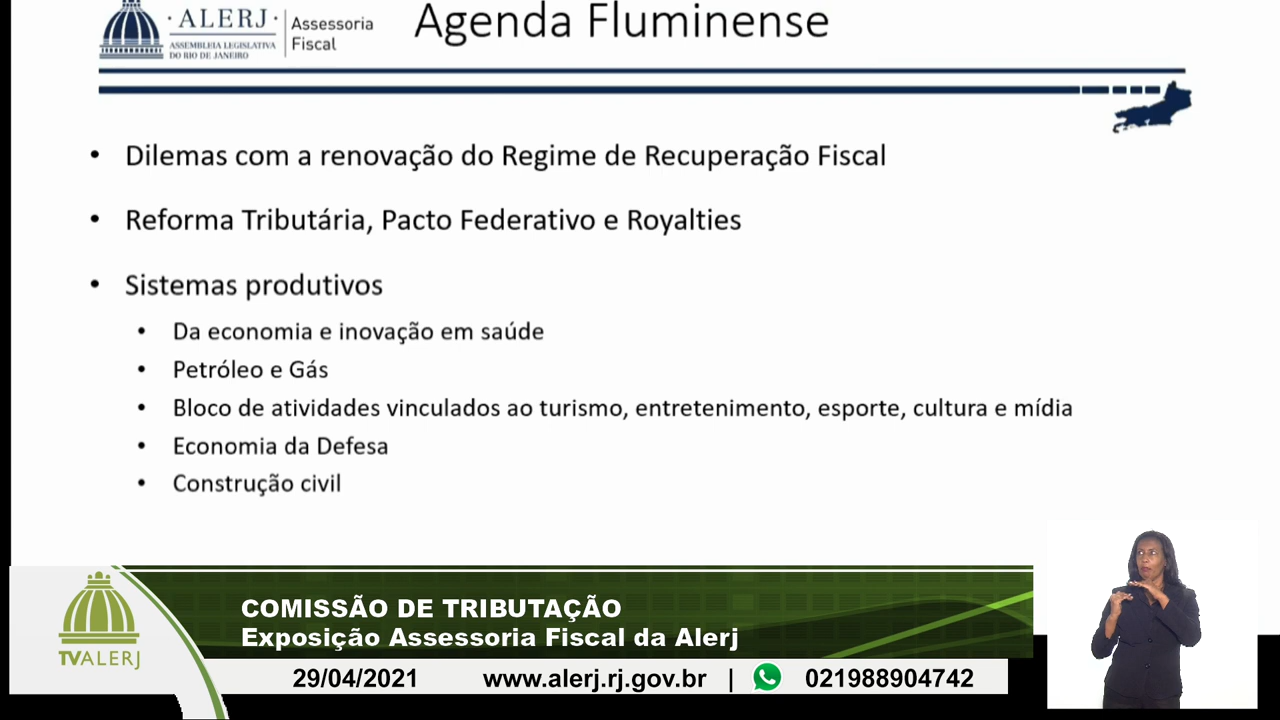 ·ALERJ·
ASSEMBLEIA LEGISLATIVA
DO RIO DE JANEIRO
Assessoria
Fiscal
Agenda Fluminense
• Dilemas com a renovação do Regime de Recuperação Fiscal
• Reforma Tributária, Pacto Federativo e Royalties
• Sistemas produtivos
• Da economia e inovação em saúde
• Petróleo e Gás
• Bloco de atividades vinculados ao turismo, entretenimento, esporte, cultura e mídia
• Economia da Defesa
• Construção civil
TVALERJ
COMISSÃO DE TRIBUTAÇÃO
Exposição Assessoria Fiscal da Alerj
29/04/2021 www.alerj.rj.gov.br | 021988904742